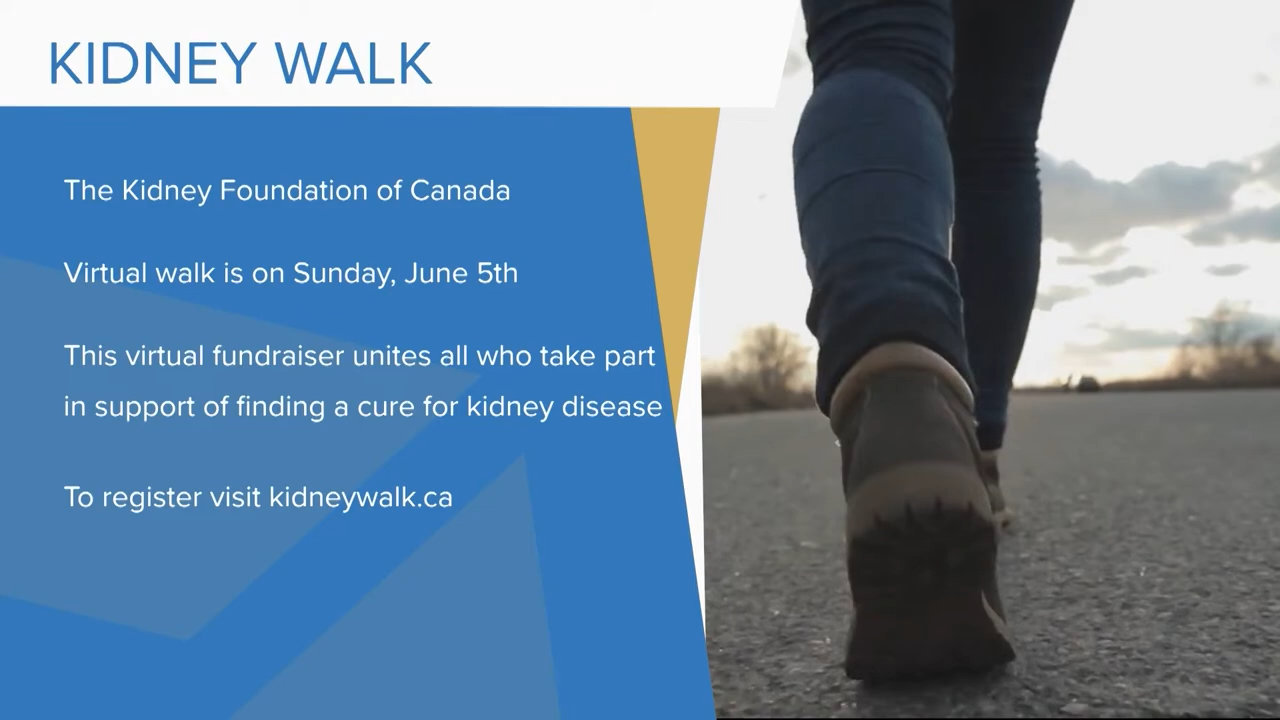 KIDNEY WALK
The Kidney Foundation of Canada
Virtual walk is on Sunday, June 5th
This virtual fundraiser unites all who take part
in support of finding a cure for kidney disease
To register visit kidneywalk.ca